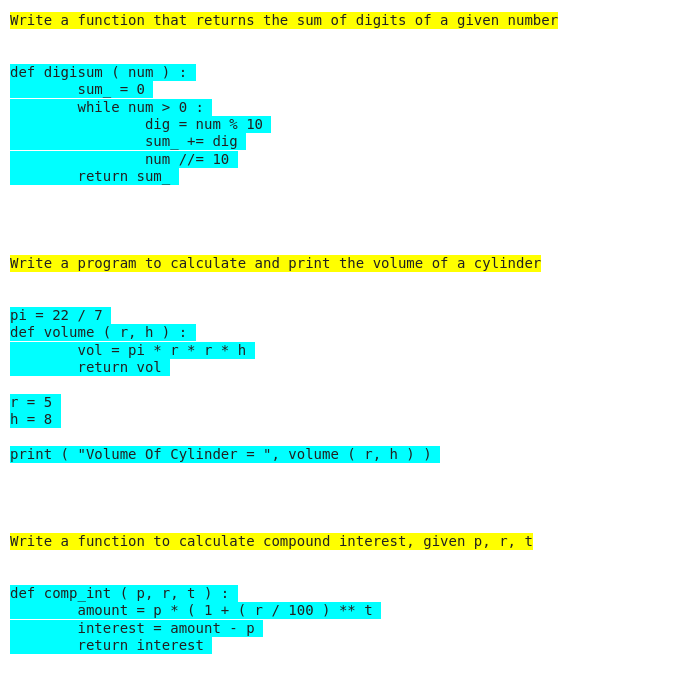 Write a function that returns the sum of digits of a given number
def digisum ( num ) :
        sum_ = 0
        while num > 0 :
                dig = num % 10
                sum_ += dig
                num //= 10
        return sum_
Write a program to calculate and print the volume of a cylinder
pi = 22 / 7
def volume ( r, h ) :
        vol = pi * r * r * h
        return vol
r = 5
h = 8
print ( "Volume Of Cylinder = ", volume ( r, h ) )
Write a function to calculate compound interest, given p, r, t
def comp_int ( p, r, t ) :
        amount = p * ( 1 + ( r / 100 ) ** t
        interest = amount - p
        return interest